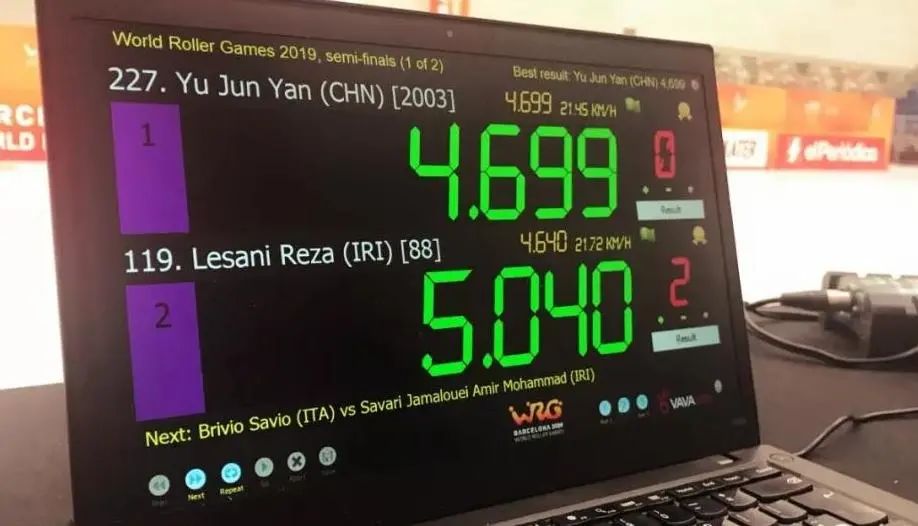 World Roller Games 2019, semi-finals (1 of 2)
Best result: Yu Jun Yan (CHN) 4,699
227. Yu Jun Yan (CHN) [2003]
4.699 21.45 KM/H
1
4.699
Result
119. Lesani Reza (IRI) [88]
4.640 21.72 KM/H
2
5.040
2
Result
Next: Brivio Savio (ITA) vs Savari Jamalouei Amir Mohammad (IRI)
WRG
BARCELONA 2019
WORLD ROLLER GAMES
VAVA
Next
Repeat
elPeriódico